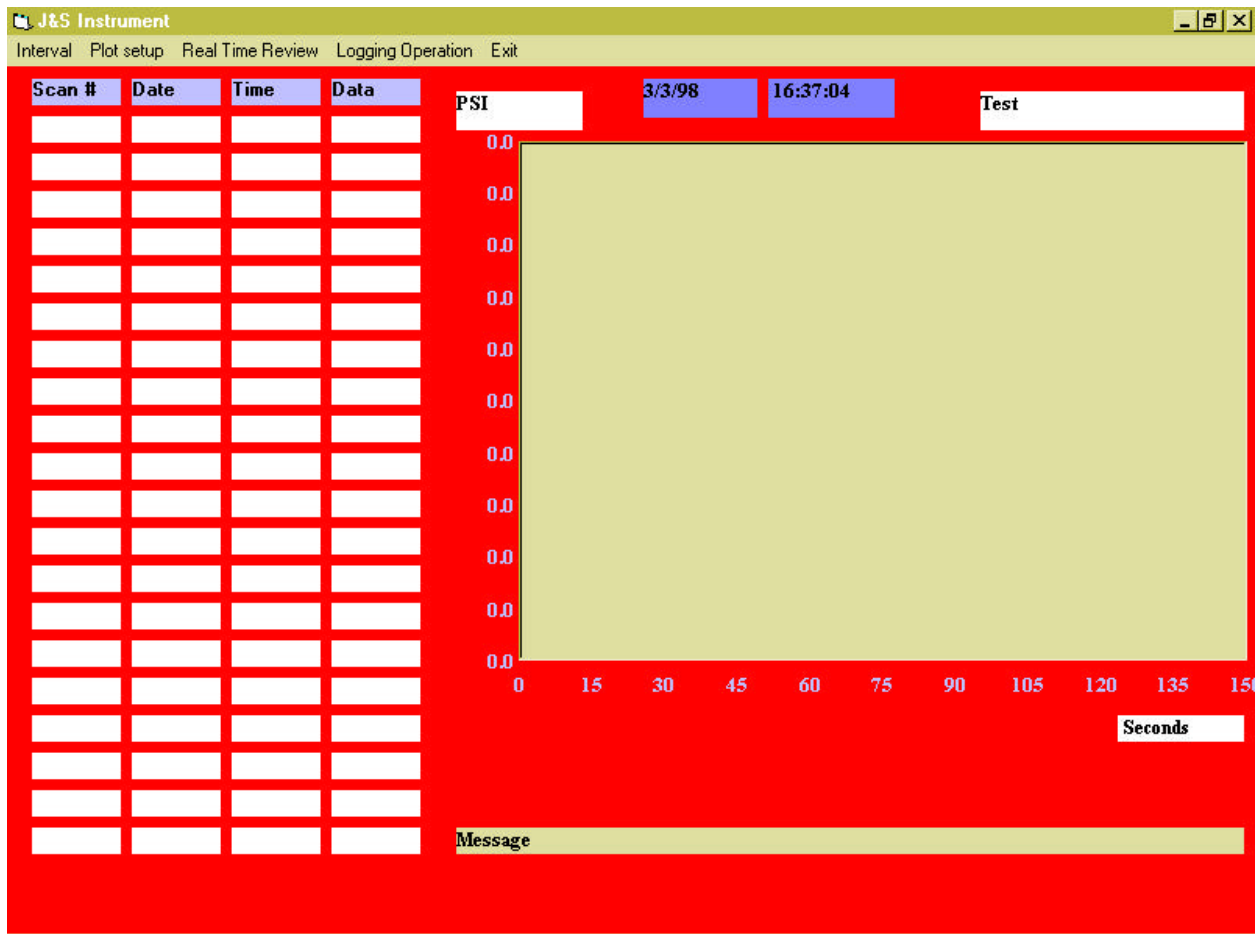 J&S Instrument
Interval Plot setup Real Time Review Logging Operation Exit
Scan # Date Time Data
PSI 3/3/98 16:37:04 Test
0.0
0.0
0.0
0.0
0.0
0.0
0.0
0.0
0.0
0.0
0.0
0 15 30 45 60 75 90 105 120 135 150
Seconds
Message